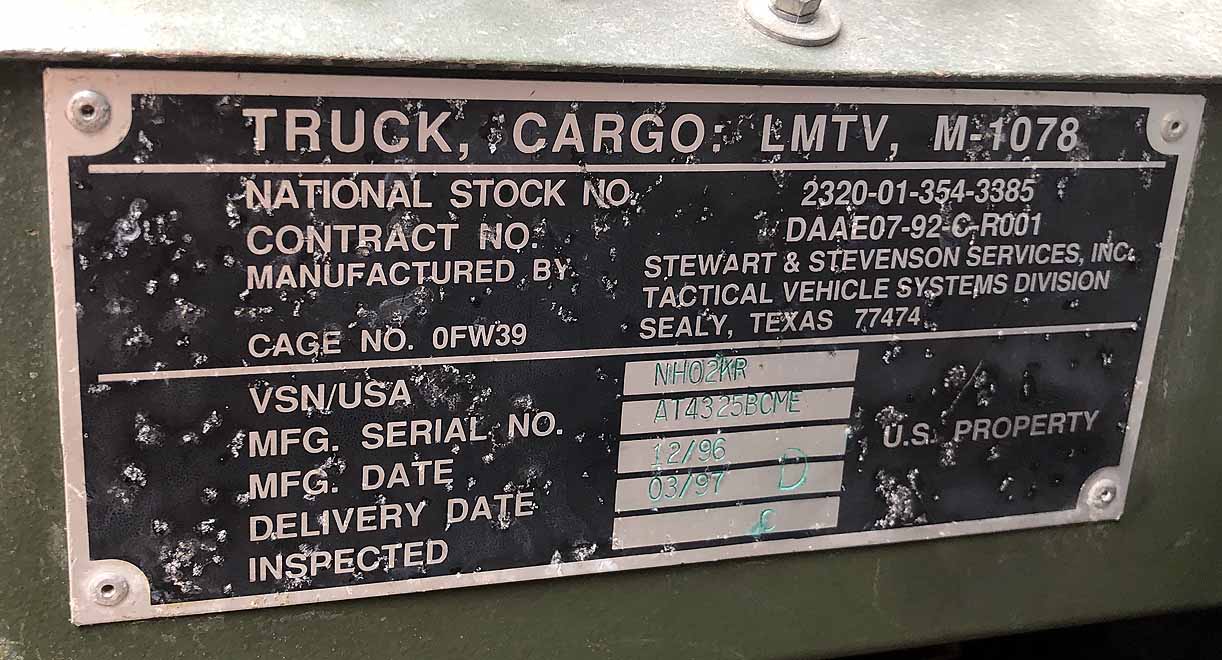 TRUCK, CARGO: LMTV, M-1078
NATIONAL STOCK NO. 2320-01-354-3385
CONTRACT NO. DAAE07-92-C-R001
MANUFACTURED BY STEWART & STEVENSON SERVICES, INC.
TACTICAL VEHICLE SYSTEMS DIVISION
CAGE NO. 0FW39 SEALY, TEXAS 77474
VSN/USA NH02KR
MFG. SERIAL NO. AT4325BCME
MFG. DATE 12/96
DELIVERY DATE 03/97 D
INSPECTED C
U.S. PROPERTY